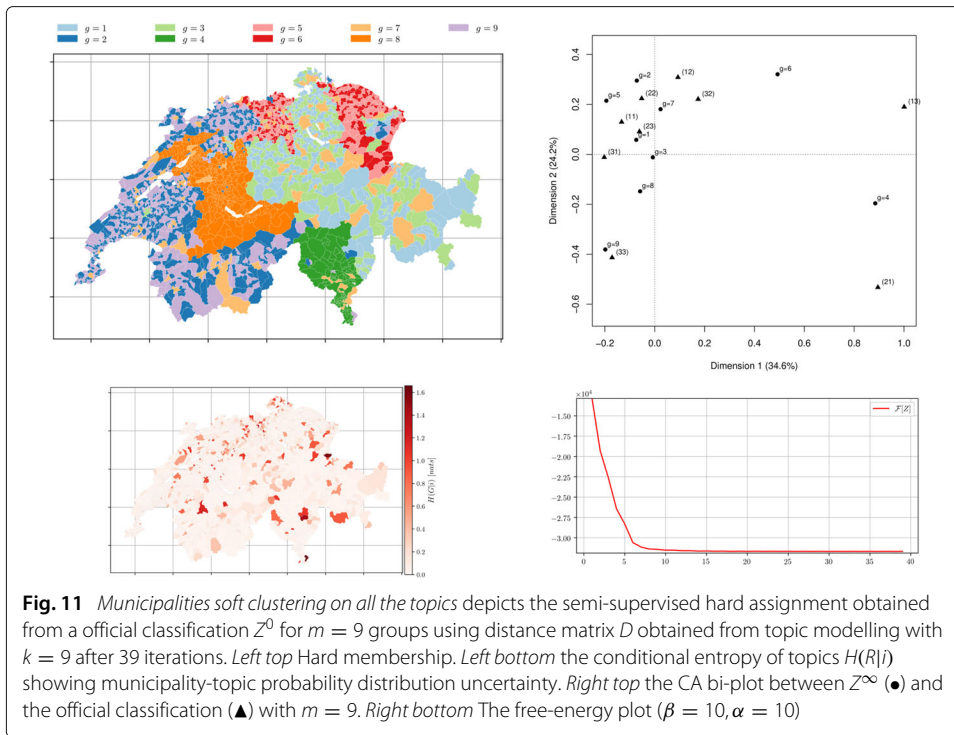 g = 1 g = 3 g = 5 g = 7 g = 9
g = 2 g = 4 g = 6 g = 8
0.4
0.2
0.0
−0.2
−0.4
−0.6
Dimension 2 (24.2%)
g=2
(12)
g=6
g=5
(22)
(32)
(13)
g=7
(11)
(23)
g=1
(31)
g=3
g=8
g=4
g=9
(33)
(21)
−0.2 0.0 0.2 0.4 0.6 0.8 1.0
Dimension 1 (34.6%)
1.6
1.4
1.2
1.0
0.8
0.6
0.4
0.2
0.0
H(G|i) [nats]
×10⁴
−1.50
−2.00
−2.25
−2.50
−2.75
−3.00
F[Z]
0 5 10 15 20 25 30 35 40
Fig. 11 Municipalities soft clustering on all the topics depicts the semi-supervised hard assignment obtained
from a official classification Z⁰ for m = 9 groups using distance matrix D obtained from topic modelling with
k = 9 after 39 iterations. Left top Hard membership. Left bottom the conditional entropy of topics H(R|i)
showing municipality-topic probability distribution uncertainty. Right top the CA bi-plot between Z∞ (●) and
the official classification (▲) with m = 9. Right bottom The free-energy plot (β = 10, α = 10)